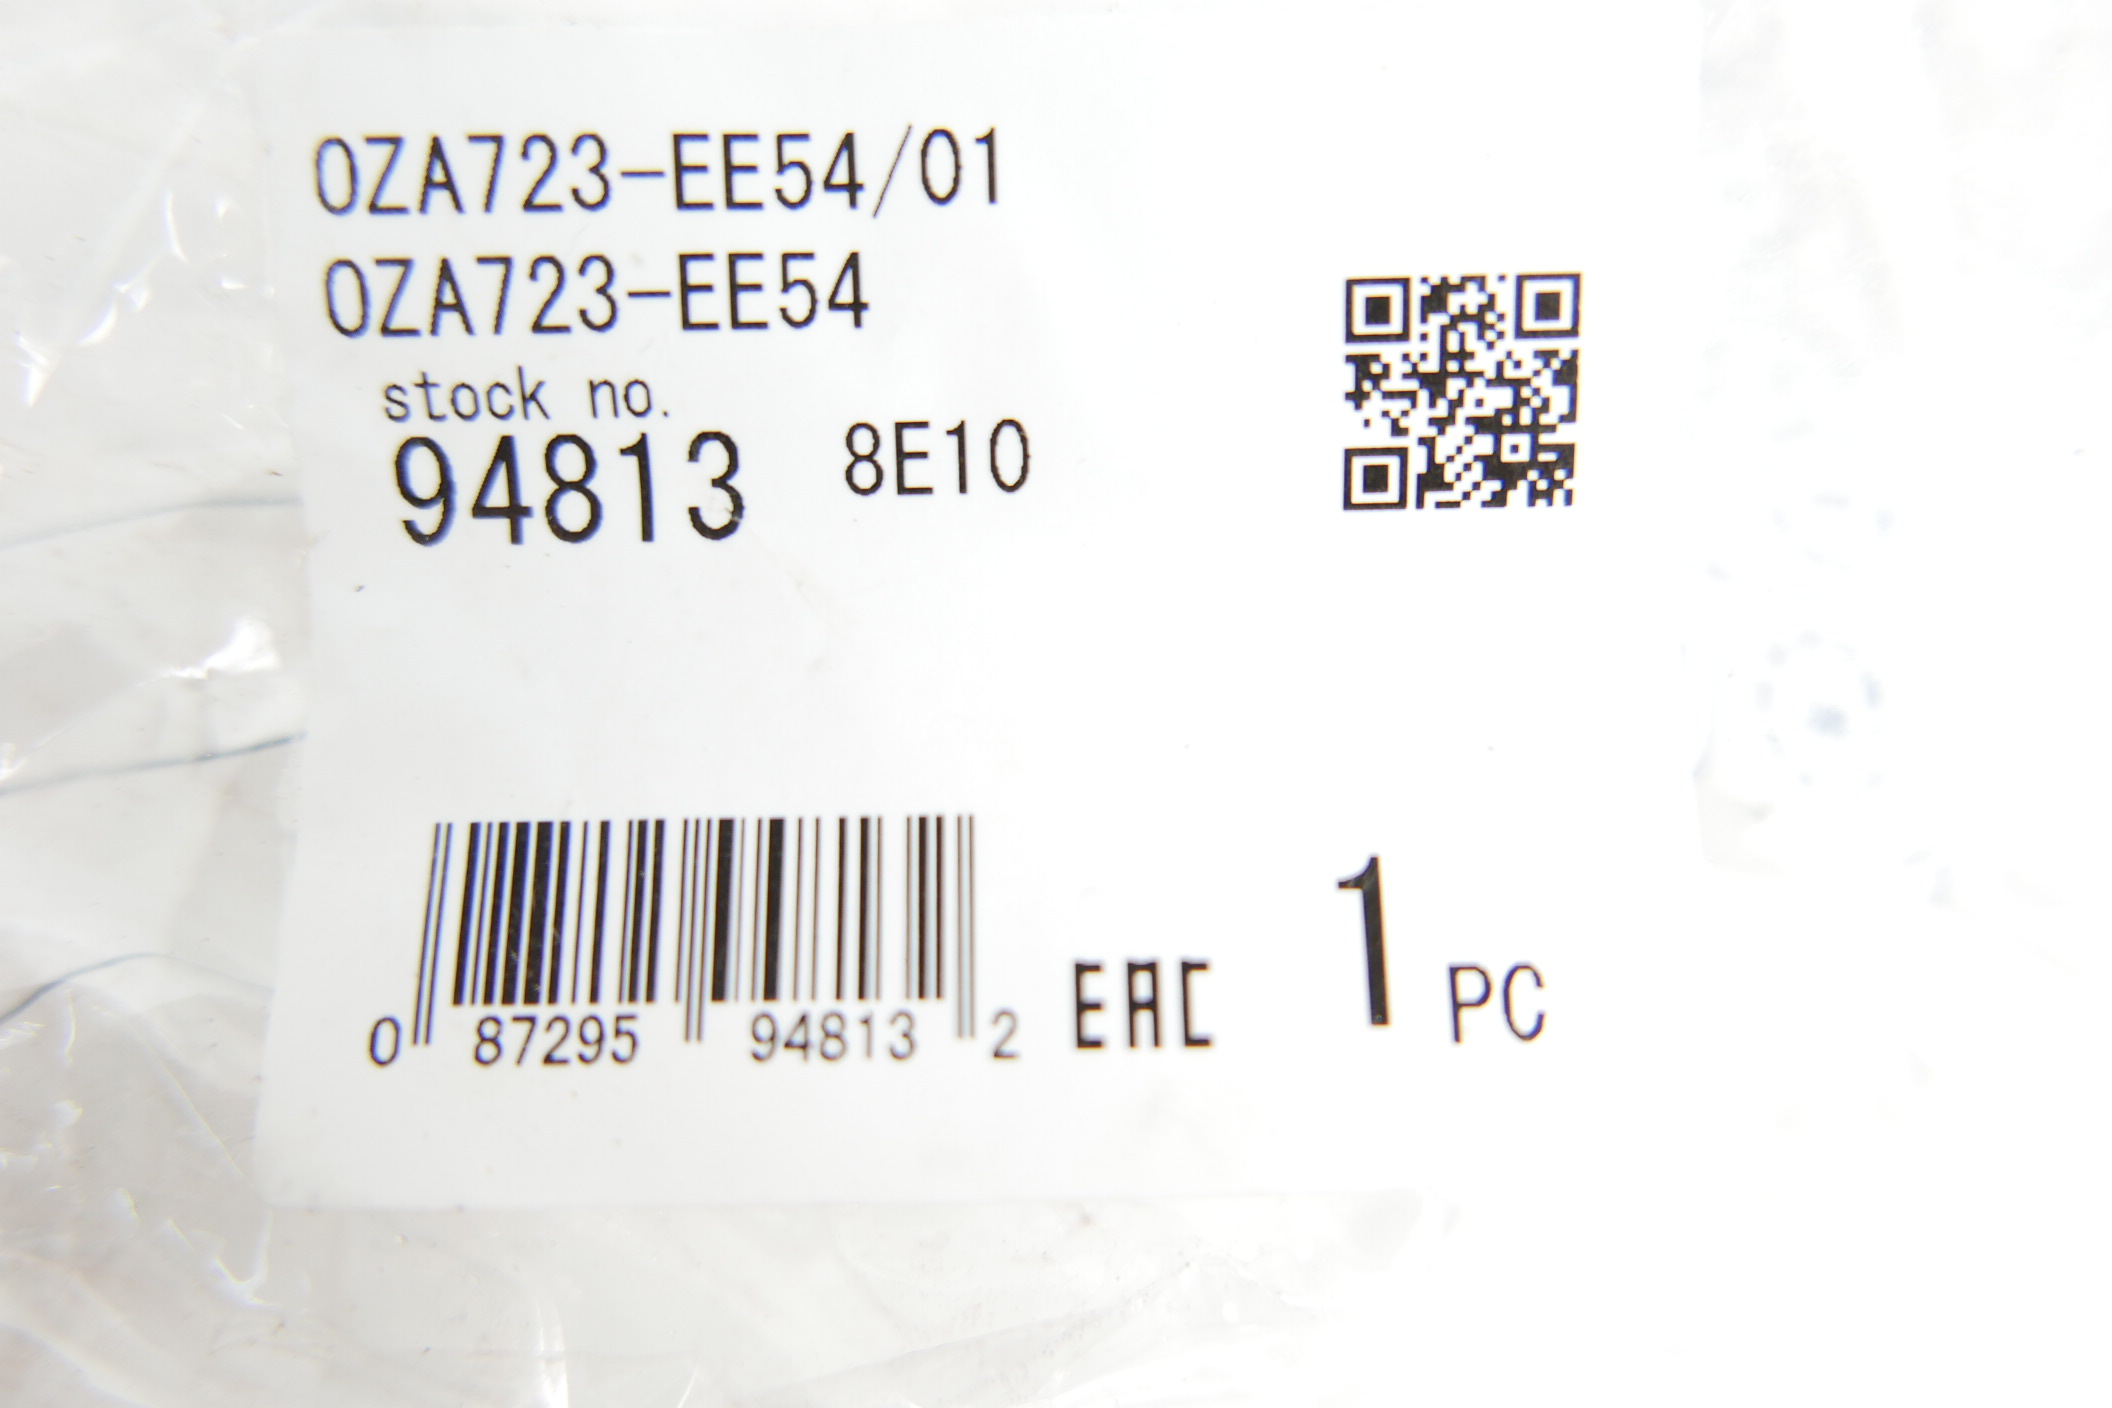 OZA723-EE54/01
OZA723-EE54
stock no.
94813 8E10
0 87295 94813 2
EAC
1 PC